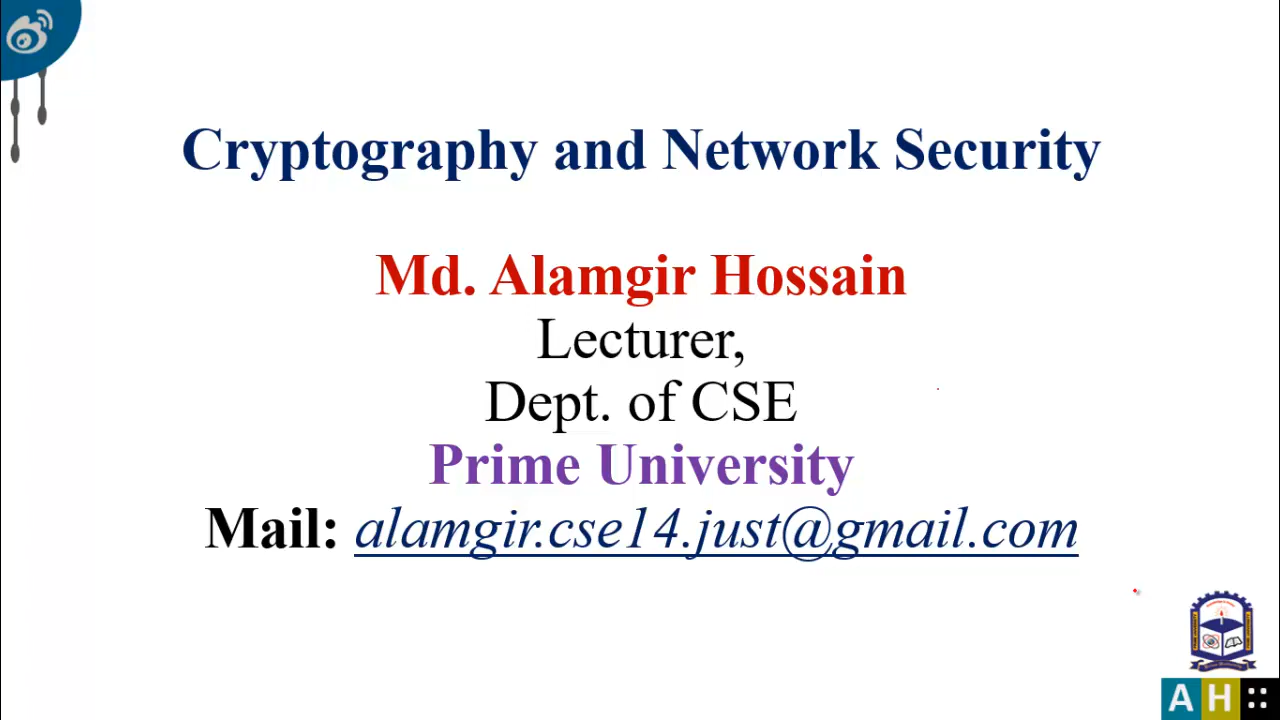 Cryptography and Network Security
Md. Alamgir Hossain
Lecturer,
Dept. of CSE
Prime University
Mail: alamgir.cse14.just@gmail.com
AH